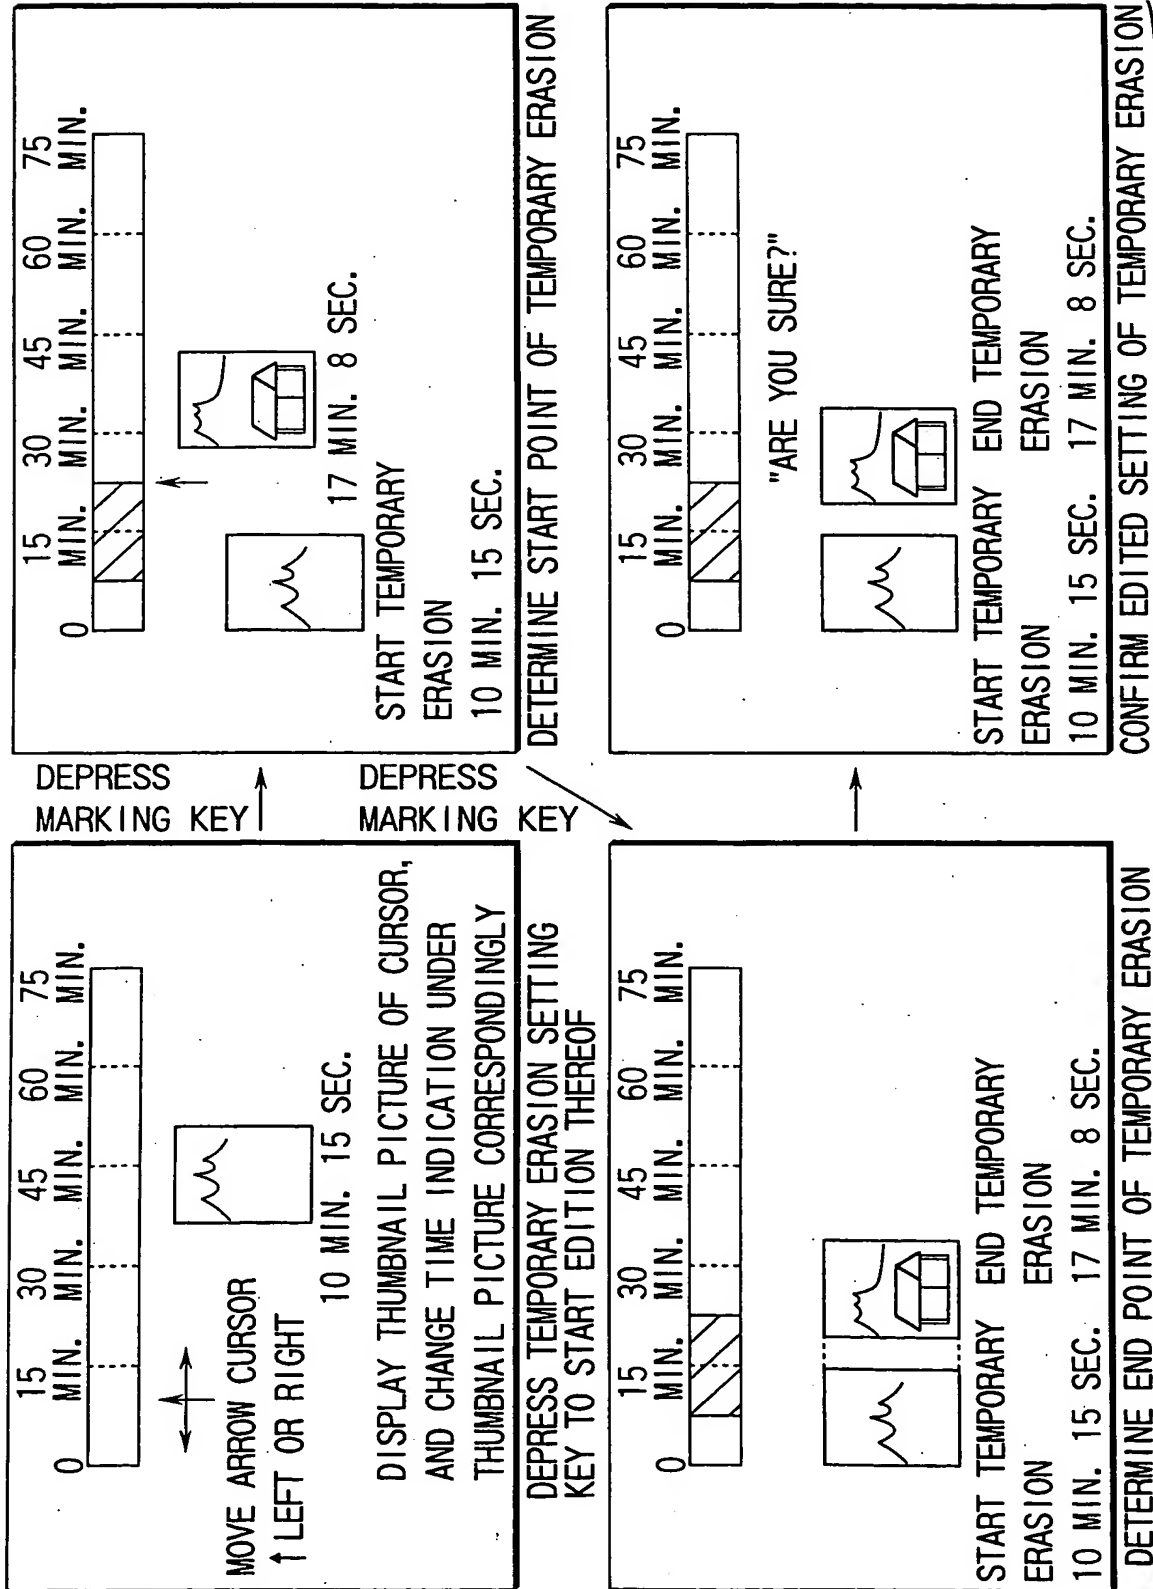 0
15
MIN.
30
MIN.
45
MIN.
60
MIN.
75
MIN.
MOVE ARROW CURSOR
↑ LEFT OR RIGHT
10 MIN. 15 SEC.
DISPLAY THUMBNAIL PICTURE OF CURSOR,
AND CHANGE TIME INDICATION UNDER
THUMBNAIL PICTURE CORRESPONDINGLY
DEPRESS TEMPORARY ERASION SETTING
KEY TO START EDITION THEREOF
DEPRESS
MARKING KEY
0
15
MIN.
30
MIN.
45
MIN.
60
MIN.
75
MIN.
17 MIN. 8 SEC.
START TEMPORARY
ERASION
10 MIN. 15 SEC.
DETERMINE START POINT OF TEMPORARY ERASION
DEPRESS
MARKING KEY
0
15
MIN.
30
MIN.
45
MIN.
60
MIN.
75
MIN.
START TEMPORARY END TEMPORARY
ERASION ERASION
10 MIN. 15 SEC. 17 MIN. 8 SEC.
DETERMINE END POINT OF TEMPORARY ERASION
0
15
MIN.
30
MIN.
45
MIN.
60
MIN.
75
MIN.
"ARE YOU SURE?"
START TEMPORARY END TEMPORARY
ERASION ERASION
10 MIN. 15 SEC. 17 MIN. 8 SEC.
CONFIRM EDITED SETTING OF TEMPORARY ERASION